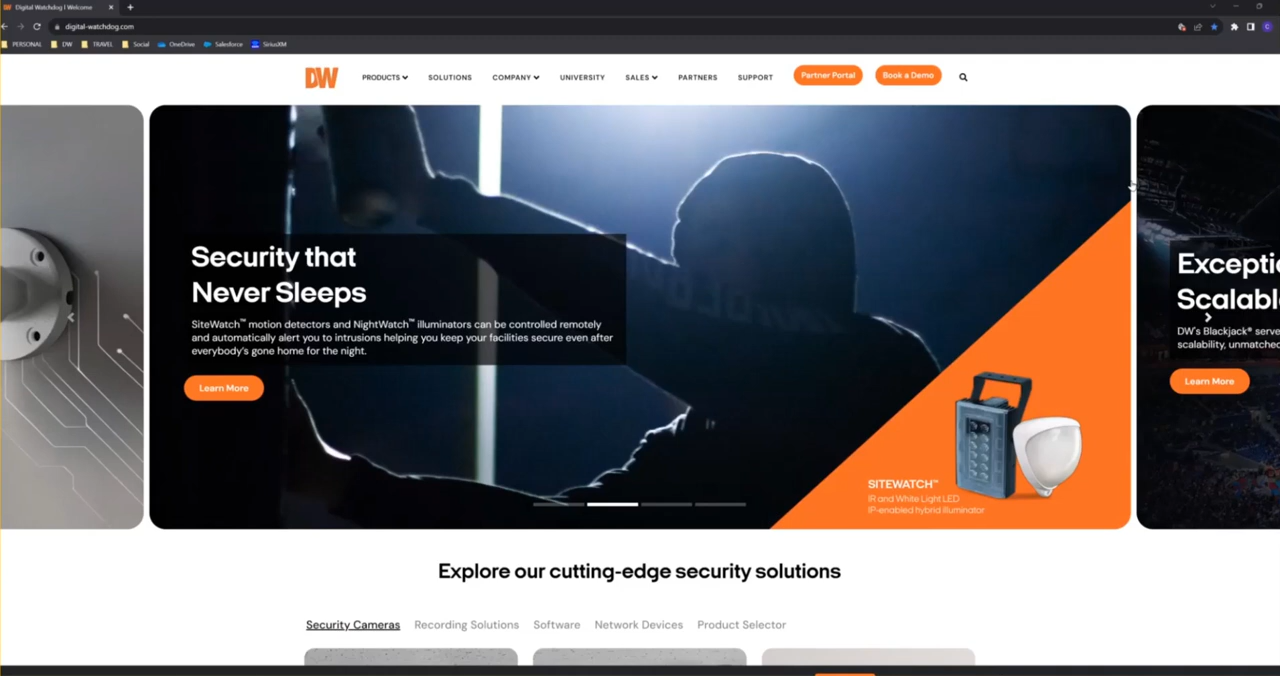 Digital Watchdog | Welcome
digital-watchdog.com
PERSONAL DW TRAVEL Social OneDrive Salesforce SiriusXM
DW PRODUCTS SOLUTIONS COMPANY UNIVERSITY SALES PARTNERS SUPPORT Partner Portal Book a Demo
Security that
Never Sleeps
SiteWatch™ motion detectors and NightWatch™ illuminators can be controlled remotely
and automatically alert you to intrusions helping you keep your facilities secure even after
everybody's gone home for the night.
Learn More
SITEWATCH™
IR and White Light LED
IP-enabled hybrid illuminator
Excepti
Scalabl
DW's Blackjack® serve
scalability, unmatche
Learn More
Explore our cutting-edge security solutions
Security Cameras Recording Solutions Software Network Devices Product Selector